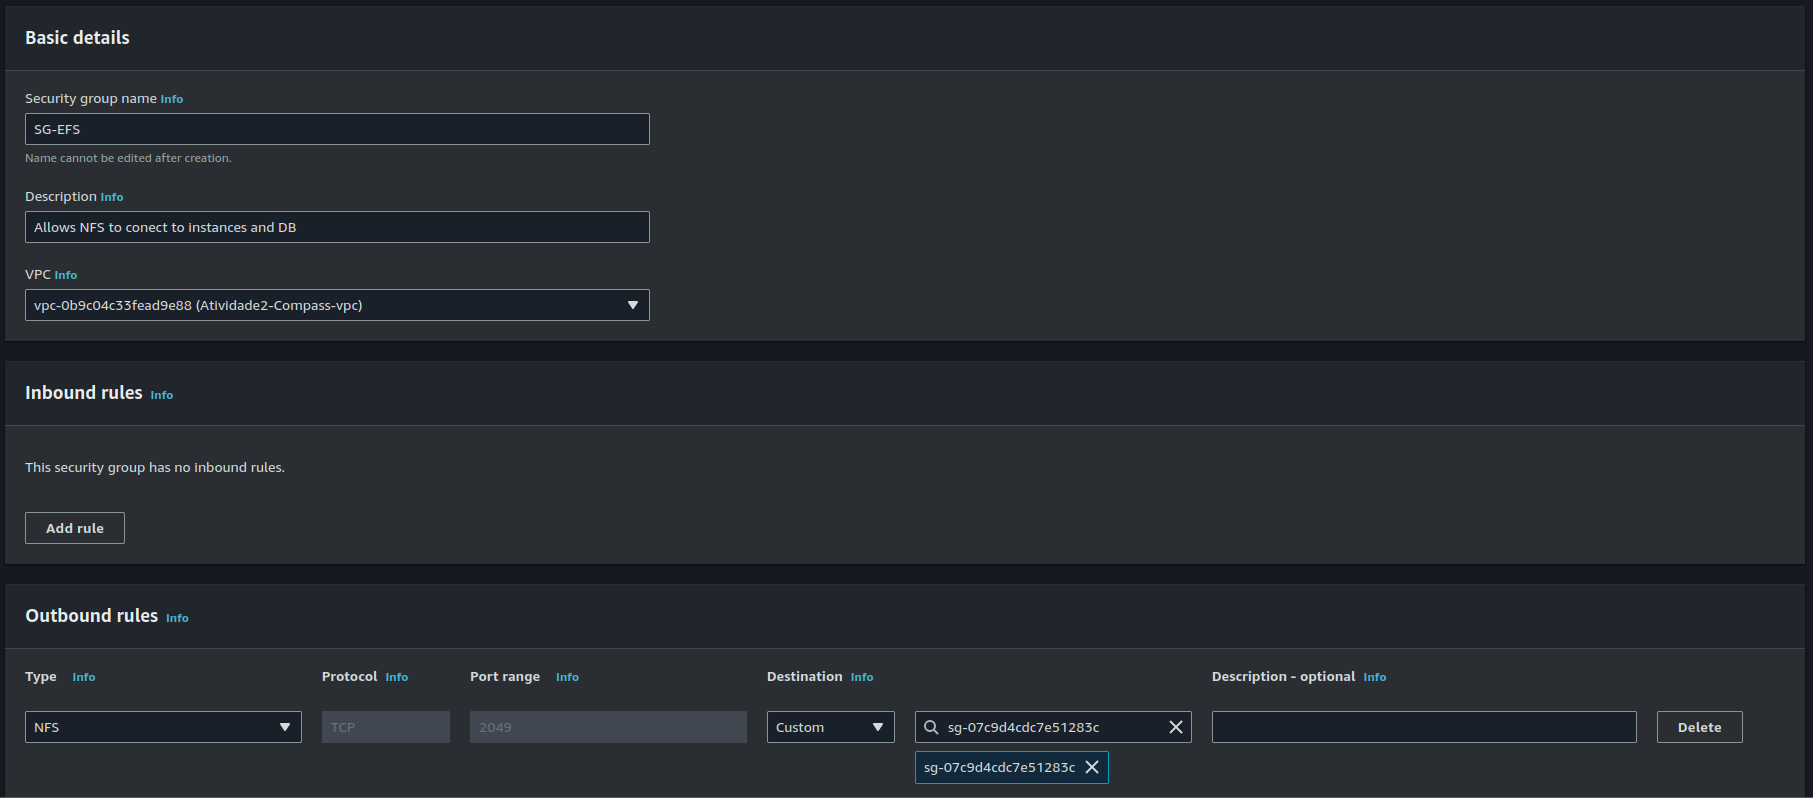 Basic details
Security group name Info
SG-EFS
Name cannot be edited after creation.
Description Info
Allows NFS to conect to instances and DB
VPC Info
vpc-0b9c04c33fead9e88 (Atividade2-Compass-vpc)
Inbound rules Info
This security group has no inbound rules.
Add rule
Outbound rules Info
Type Info Protocol Info Port range Info Destination Info Description - optional Info
NFS TCP 2049 Custom sg-07c9d4cdc7e51283c Delete
sg-07c9d4cdc7e51283c